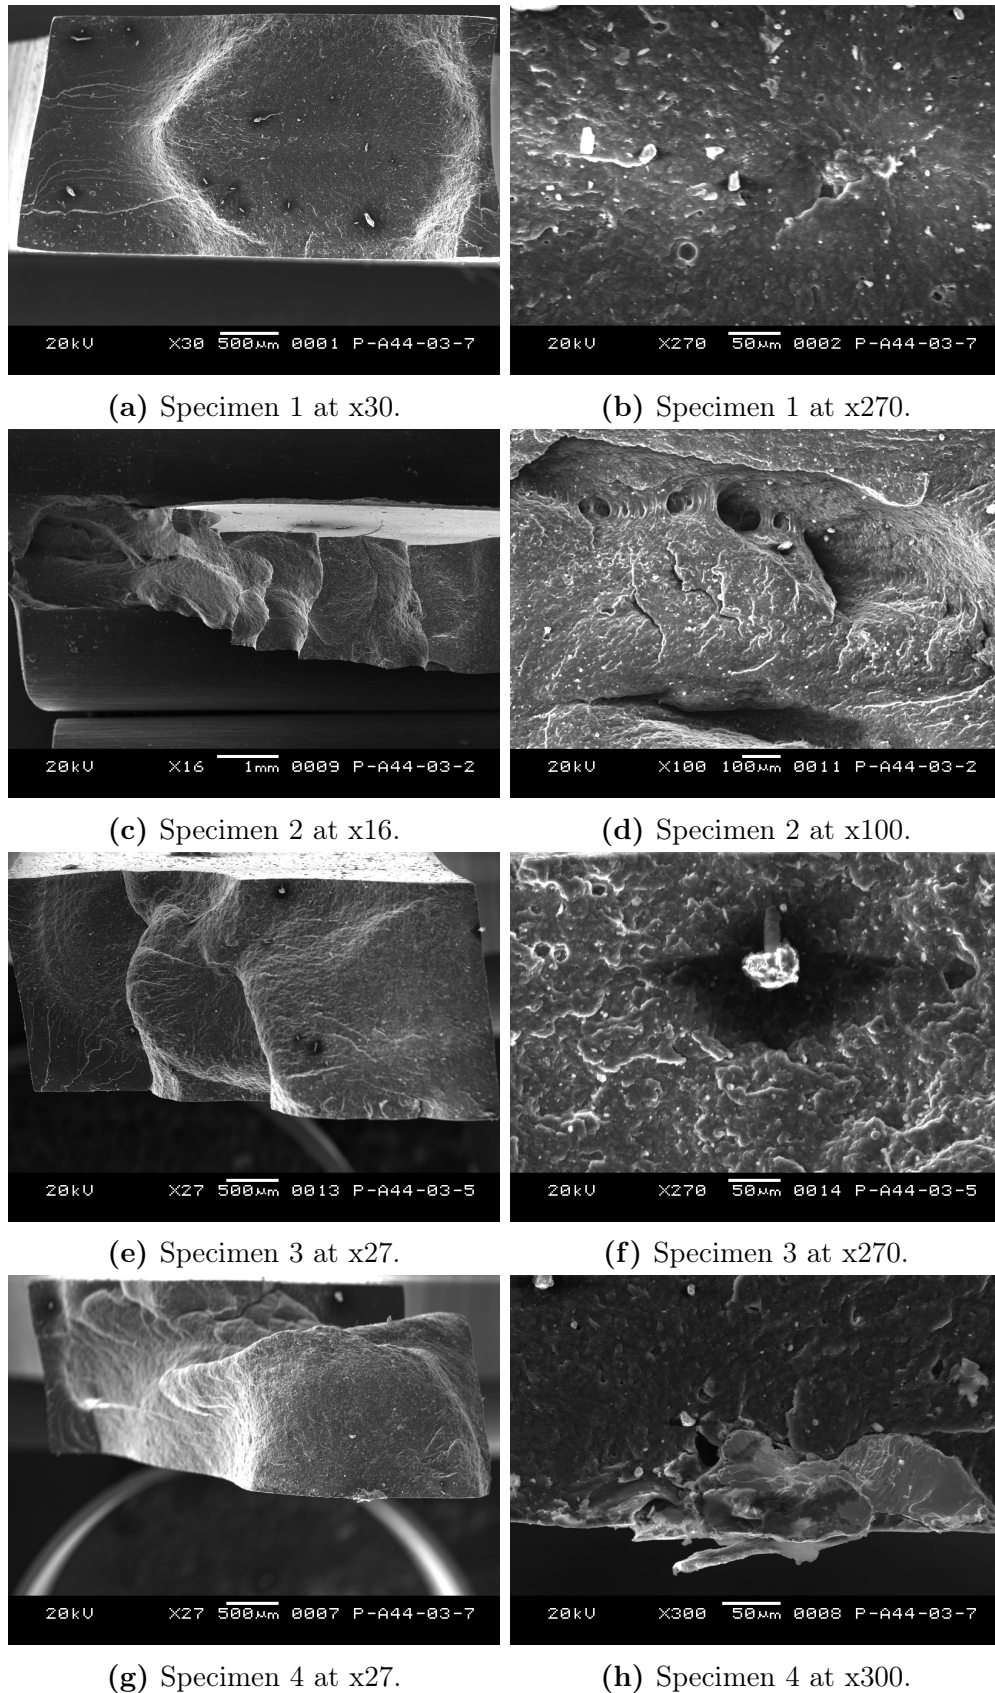 20kV X30 500µm 0001 P-A44-03-7
20kV X270 50µm 0002 P-A44-03-7
(a) Specimen 1 at x30.
(b) Specimen 1 at x270.
20kV X16 1mm 0009 P-A44-03-2
20kV X100 100µm 0011 P-A44-03-2
(c) Specimen 2 at x16.
(d) Specimen 2 at x100.
20kV X27 500µm 0013 P-A44-03-5
20kV X270 50µm 0014 P-A44-03-5
(e) Specimen 3 at x27.
(f) Specimen 3 at x270.
20kV X27 500µm 0007 P-A44-03-7
20kV X300 50µm 0008 P-A44-03-7
(g) Specimen 4 at x27.
(h) Specimen 4 at x300.